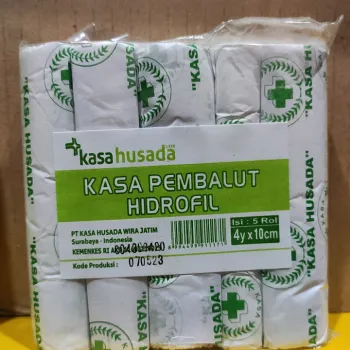 "KASA HUSADA"
"KASA HUSADA"
"KASA HUSADA"
kasahusada
KASA PEMBALUT
HIDROFIL
Isi : 5 Rol
4y x 10cm
PT KASA HUSADA WIRA JATIM
Surabaya - Indonesia
KEMENKES RI AKD
Kode Produksi : 070523